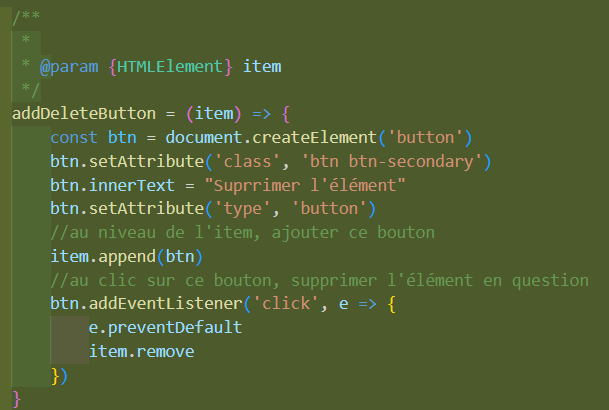 /**
 *
 * @param {HTMLElement} item
 */
addDeleteButton = (item) => {
    const btn = document.createElement('button')
    btn.setAttribute('class', 'btn btn-secondary')
    btn.innerText = "Suprrimer l'élément"
    btn.setAttribute('type', 'button')
    //au niveau de l'item, ajouter ce bouton
    item.append(btn)
    //au clic sur ce bouton, supprimer l'élément en question
    btn.addEventListener('click', e => {
        e.preventDefault
        item.remove
    })
}